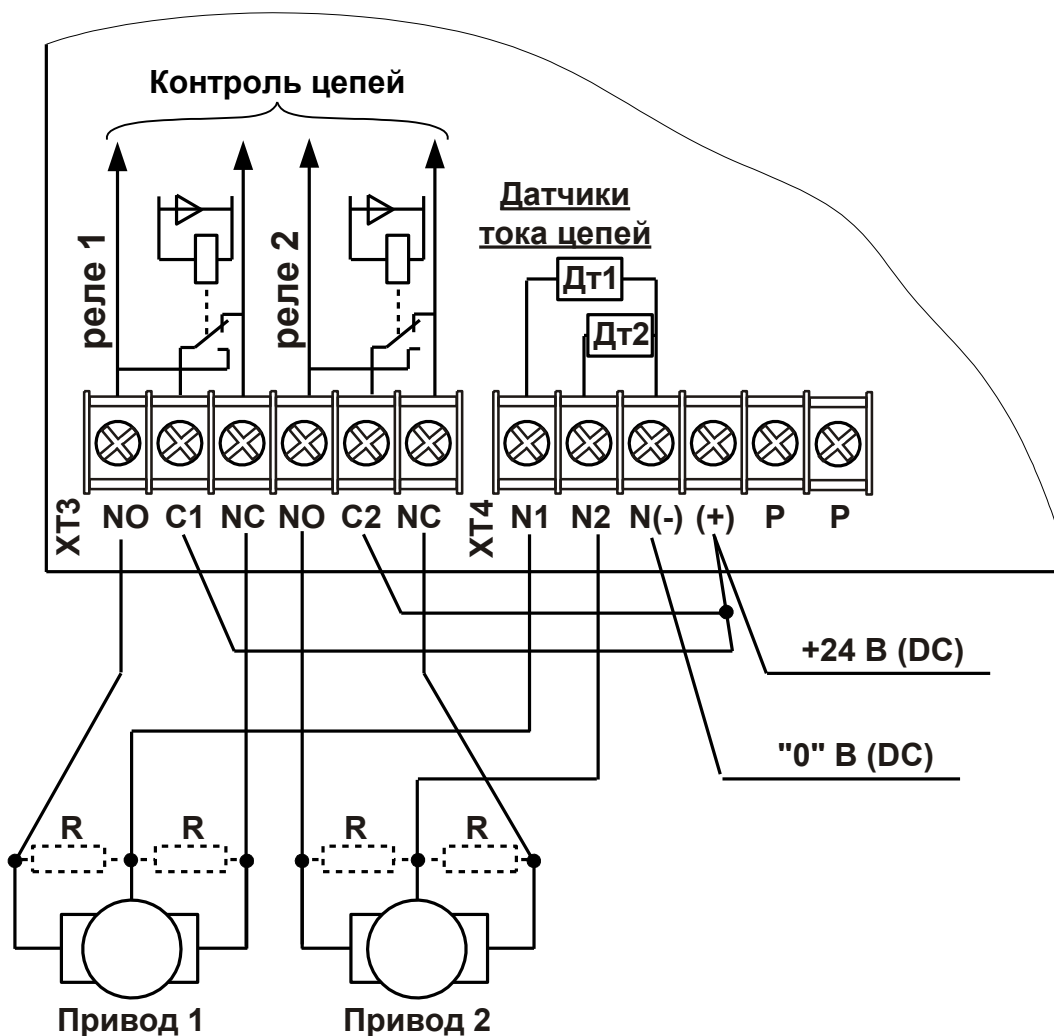 Контроль цепей
Датчики
тока цепей
реле 1
реле 2
Дт1
Дт2
XT3
NO C1 NC NO C2 NC
XT4
N1 N2 N(-) (+) P P
+24 В (DC)
"0" В (DC)
R R R R
Привод 1 Привод 2